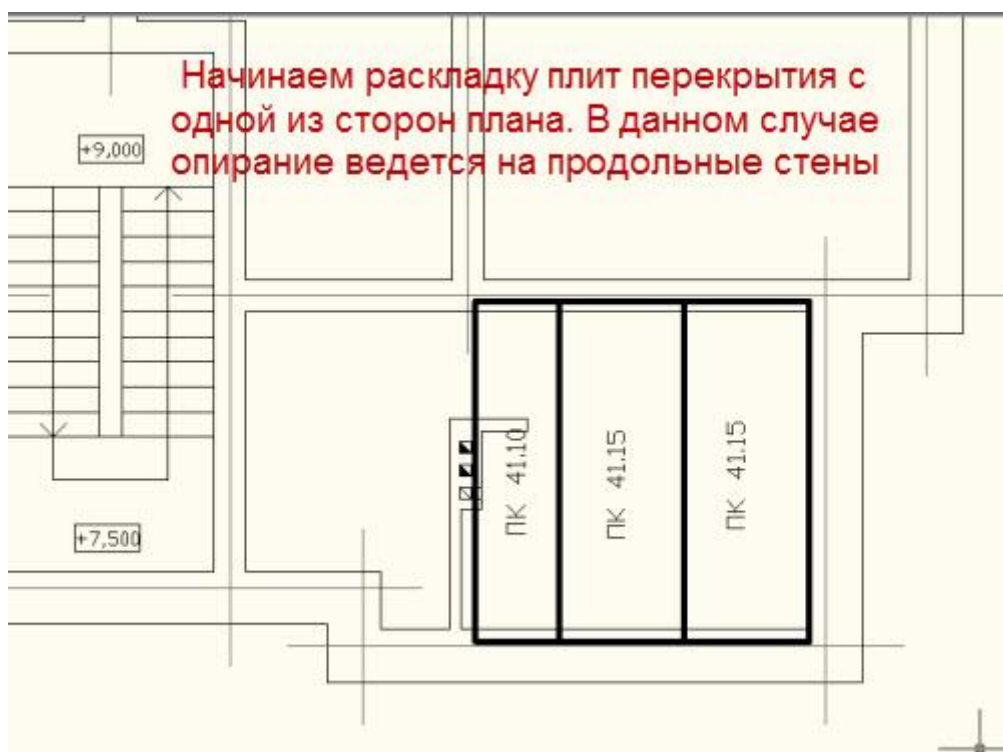 Начинаем раскладку плит перекрытия с
одной из сторон плана. В данном случае
опирание ведется на продольные стены
+9,000
ПК 41.10
ПК 41.15
ПК 41.15
+7,500